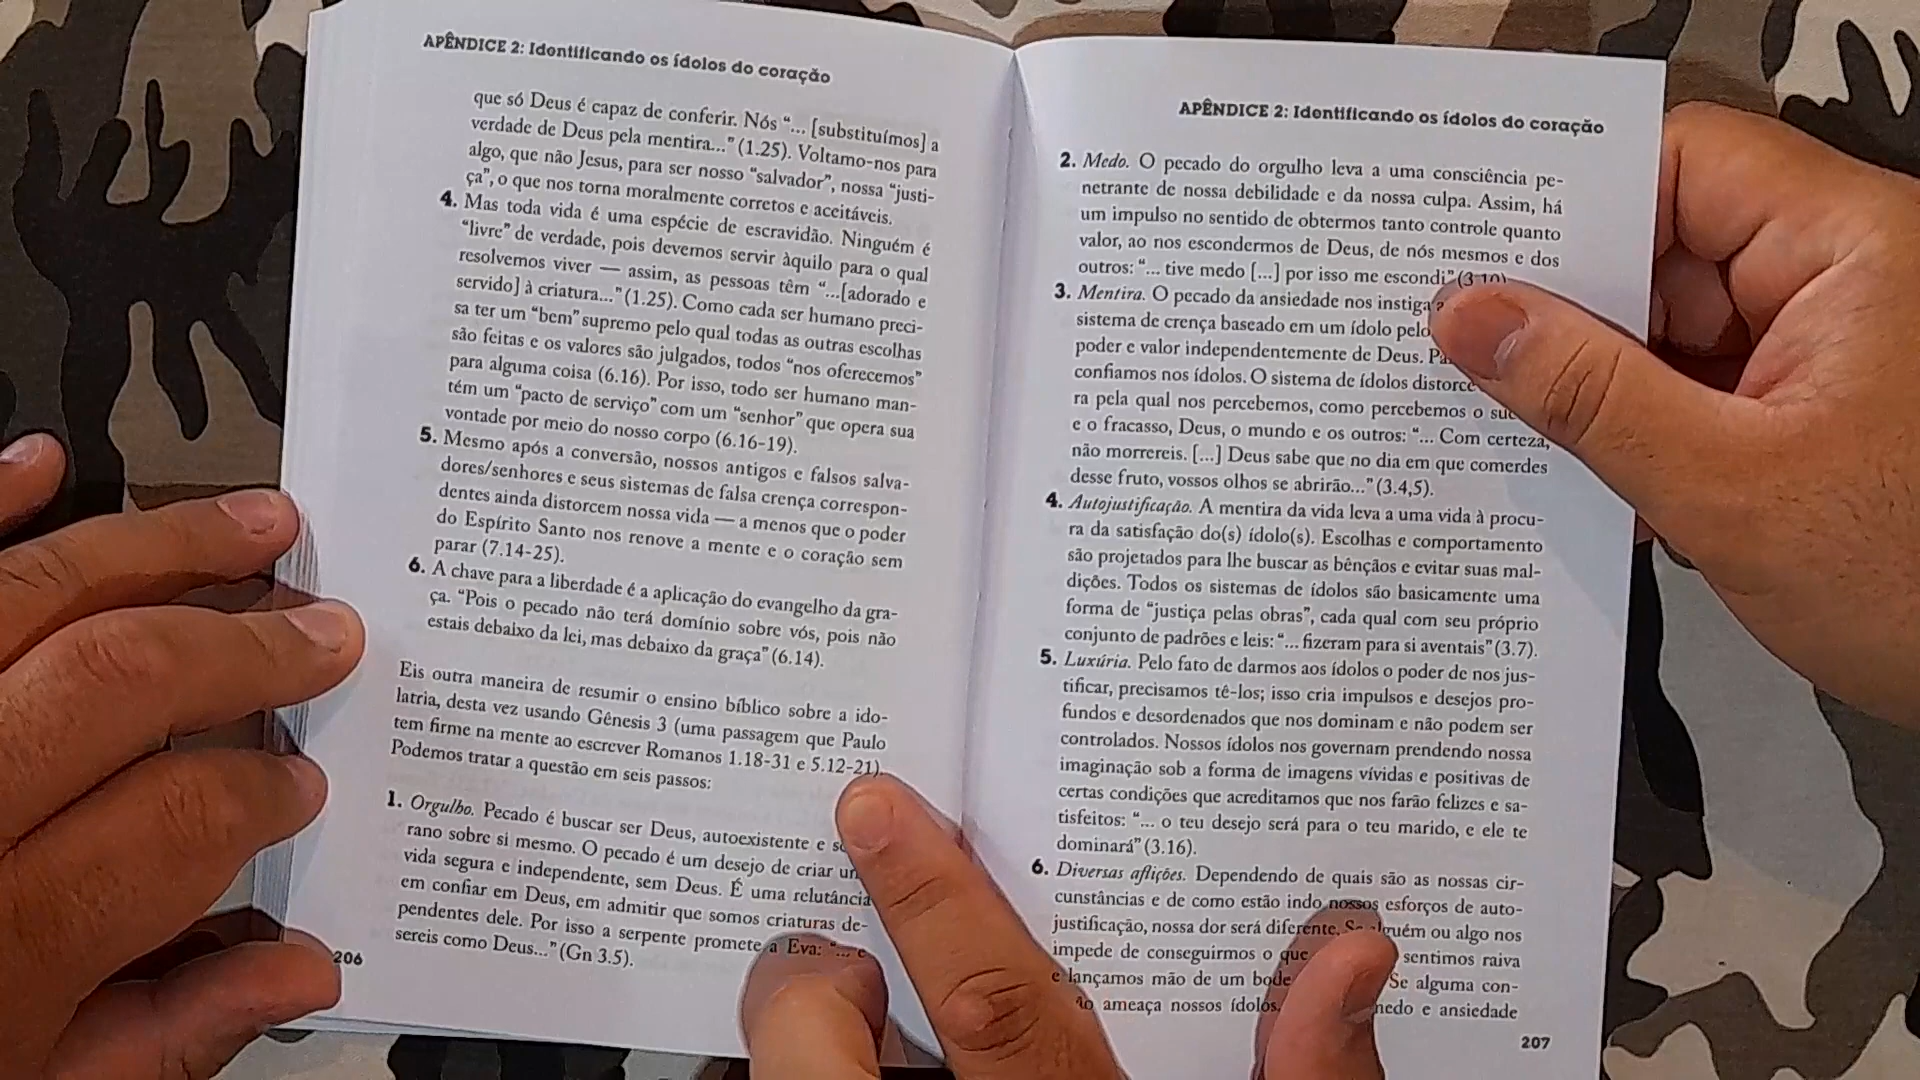 APÊNDICE 2: Identificando os ídolos do coração
que só Deus é capaz de conferir. Nós “... [substituímos] a
verdade de Deus pela mentira...” (1.25). Voltamo-nos para
algo, que não Jesus, para ser nosso “salvador”, nossa “justi-
ça”, o que nos torna moralmente corretos e aceitáveis.
4. Mas toda vida é uma espécie de escravidão. Ninguém é
“livre” de verdade, pois devemos servir àquilo para o qual
resolvemos viver — assim, as pessoas têm “...[adorado e
servido] à criatura...” (1.25). Como cada ser humano preci-
sa ter um “bem” supremo pelo qual todas as outras escolhas
são feitas e os valores são julgados, todos “nos oferecemos”
para alguma coisa (6.16). Por isso, todo ser humano man-
tém um “pacto de serviço” com um “senhor” que opera sua
vontade por meio do nosso corpo (6.16-19).
5. Mesmo após a conversão, nossos antigos e falsos salva-
dores/senhores e seus sistemas de falsa crença correspon-
dentes ainda distorcem nossa vida — a menos que o poder
do Espírito Santo nos renove a mente e o coração sem
parar (7.14-25).
6. A chave para a liberdade é a aplicação do evangelho da gra-
ça. “Pois o pecado não terá domínio sobre vós, pois não
estais debaixo da lei, mas debaixo da graça” (6.14).
Eis outra maneira de resumir o ensino bíblico sobre a ido-
latria, desta vez usando Gênesis 3 (uma passagem que Paulo
tem firme na mente ao escrever Romanos 1.18-31 e 5.12-21).
Podemos tratar a questão em seis passos:
1. Orgulho. Pecado é buscar ser Deus, autoexistente e
rano sobre si mesmo. O pecado é um desejo de criar
vida segura e independente, sem Deus. É uma relutância
em confiar em Deus, em admitir que somos criaturas de-
pendentes dele. Por isso a serpente promete a Eva: “... e
sereis como Deus...” (Gn 3.5).
206
APÊNDICE 2: Identificando os ídolos do coração
2. Medo. O pecado do orgulho leva a uma consciência pe-
netrante de nossa debilidade e da nossa culpa. Assim, há
um impulso no sentido de obtermos tanto controle quanto
valor, ao nos escondermos de Deus, de nós mesmos e dos
outros: “... tive medo [...] por isso me escondi” (3.10).
3. Mentira. O pecado da ansiedade nos instiga
sistema de crença baseado em um ídolo pelo
poder e valor independentemente de Deus.
confiamos nos ídolos. O sistema de ídolos distorce
ra pela qual nos percebemos, como percebemos o
e o fracasso, Deus, o mundo e os outros: “... Com certeza,
não morrereis. [...] Deus sabe que no dia em que comerdes
desse fruto, vossos olhos se abrirão...” (3.4,5).
4. Autojustificação. A mentira da vida leva a uma vida à procu-
ra da satisfação do(s) ídolo(s). Escolhas e comportamento
são projetados para lhe buscar as bênçãos e evitar suas mal-
dições. Todos os sistemas de ídolos são basicamente uma
forma de “justiça pelas obras”, cada qual com seu próprio
conjunto de padrões e leis: “... fizeram para si aventais” (3.7).
5. Luxúria. Pelo fato de darmos aos ídolos o poder de nos jus-
tificar, precisamos tê-los; isso cria impulsos e desejos pro-
fundos e desordenados que nos dominam e não podem ser
controlados. Nossos ídolos nos governam prendendo nossa
imaginação sob a forma de imagens vívidas e positivas de
certas condições que acreditamos que nos farão felizes e sa-
tisfeitos: “... o teu desejo será para o teu marido, e ele te
dominará” (3.16).
6. Diversas aflições. Dependendo de quais são as nossas cir-
cunstâncias e de como estão indo nossos esforços de auto-
justificação, nossa dor será diferente. Se alguém ou algo nos
impede de conseguirmos o que sentimos raiva
e lançamos mão de um bode Se alguma con-
ameaça nossos ídolos, medo e ansiedade
207